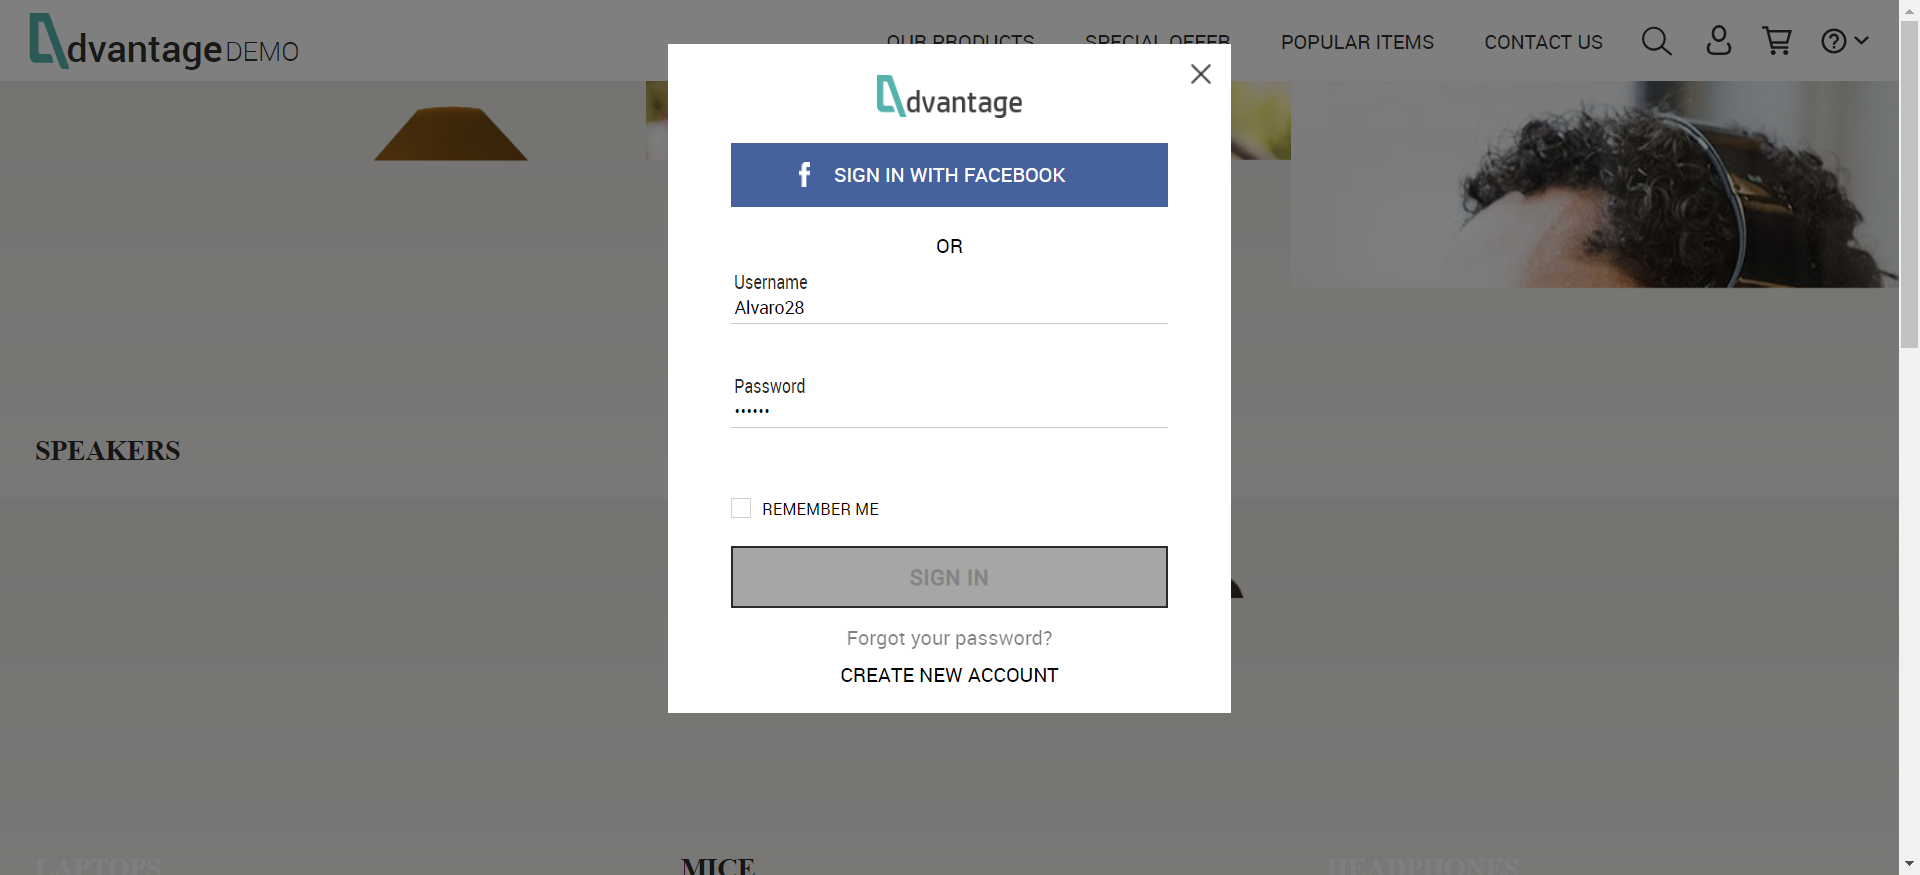 dvantage DEMO
OUR PRODUCTS SPECIAL OFFER POPULAR ITEMS CONTACT US
dvantage
SIGN IN WITH FACEBOOK
OR
Username
Alvaro28
Password
••••••
SPEAKERS
REMEMBER ME
SIGN IN
Forgot your password?
CREATE NEW ACCOUNT
LAPTOPS MICE HEADPHONES